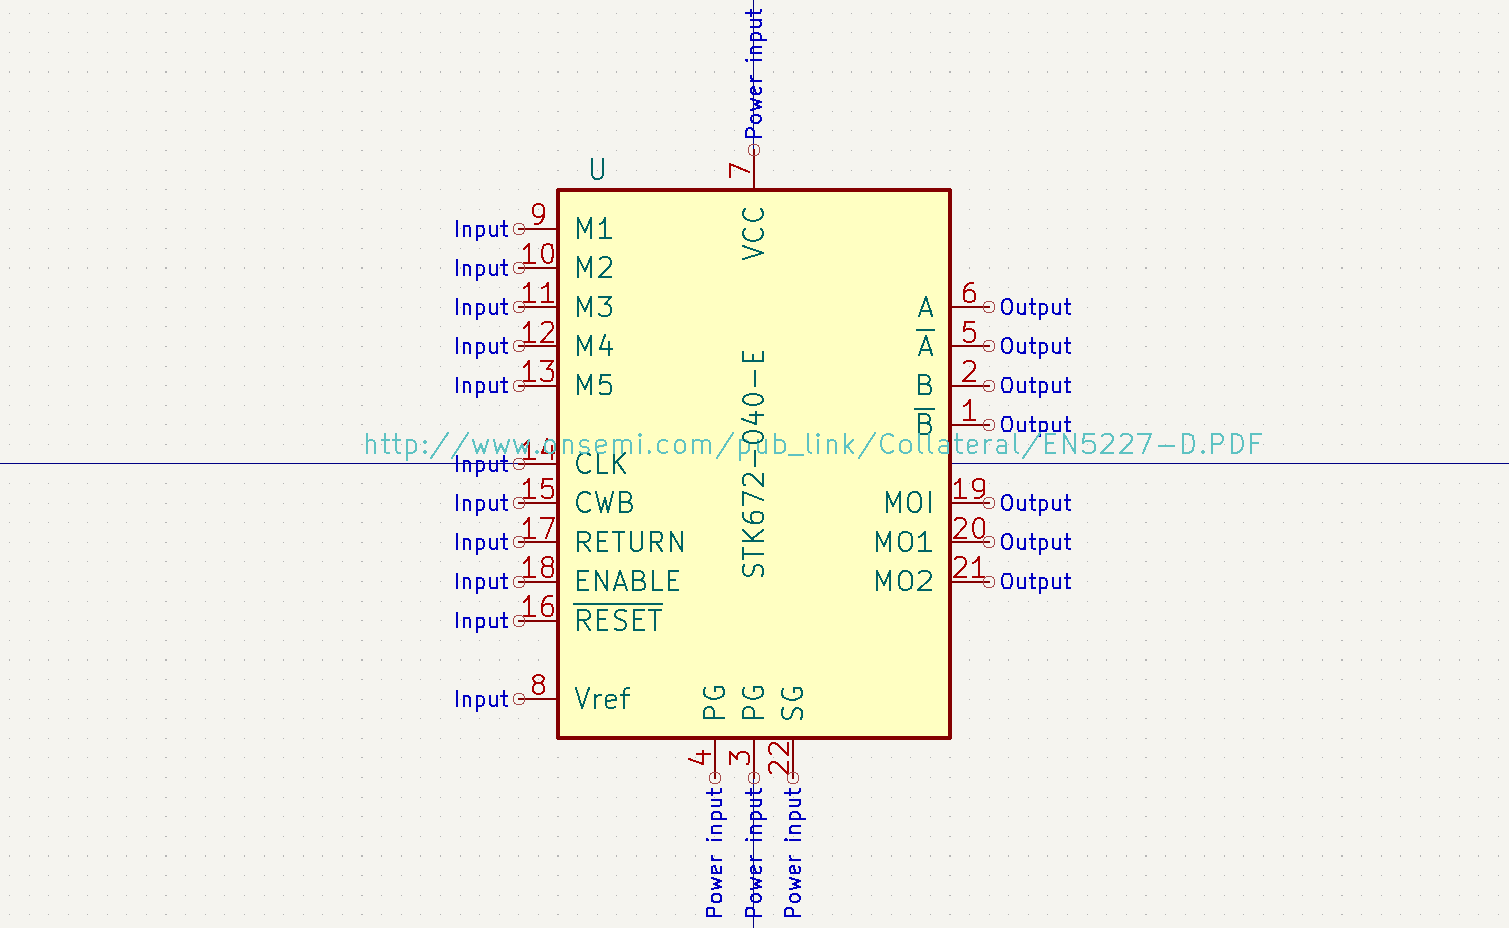 Power input
7
VCC
U
Input 9 M1
Input 10 M2
Input 11 M3
Input 12 M4
Input 13 M5
Input 14 CLK
Input 15 CWB
Input 17 RETURN
Input 18 ENABLE
Input 16 RESET
Input 8 Vref
STK672-040-E
http://www.onsemi.com/pub_link/Collateral/EN5227-D.PDF
A 6 Output
A 5 Output
B 2 Output
B 1 Output
MOI 19 Output
MO1 20 Output
MO2 21 Output
PG 4 Power input
PG 3 Power input
SG 22 Power input